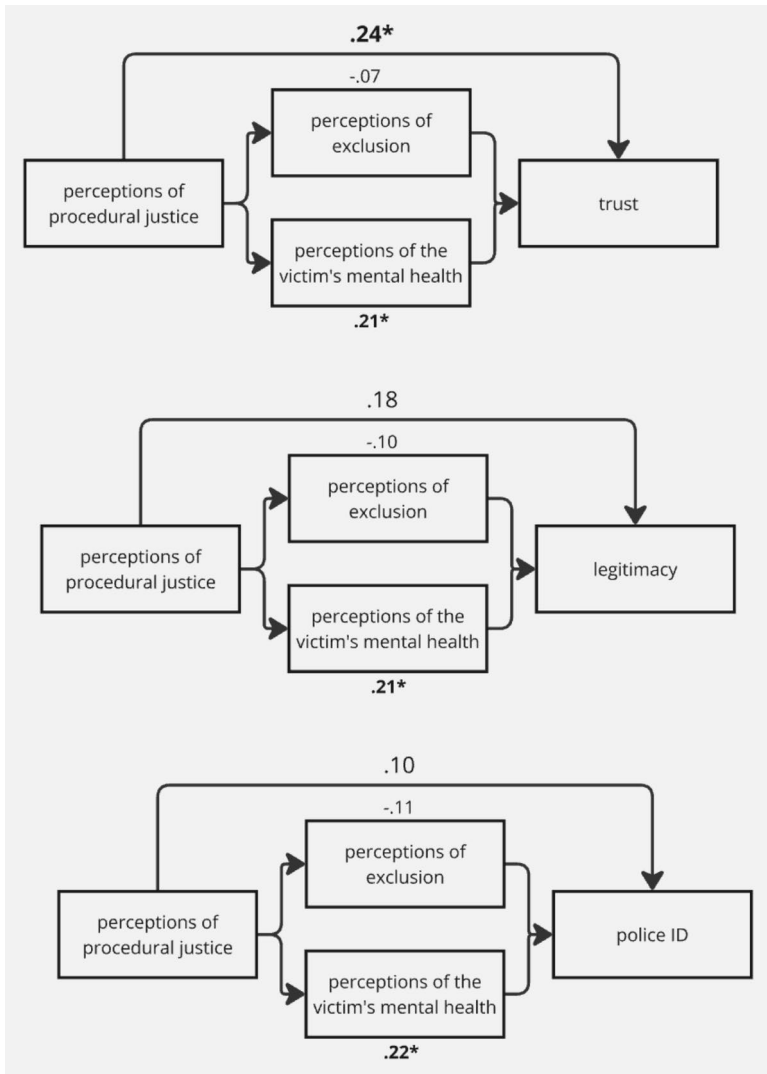 .24*
-.07
perceptions of
exclusion
perceptions of
procedural justice
trust
perceptions of the
victim's mental health
.21*
.18
-.10
perceptions of
exclusion
perceptions of
procedural justice
legitimacy
perceptions of the
victim's mental health
.21*
.10
-.11
perceptions of
exclusion
perceptions of
procedural justice
police ID
perceptions of the
victim's mental health
.22*